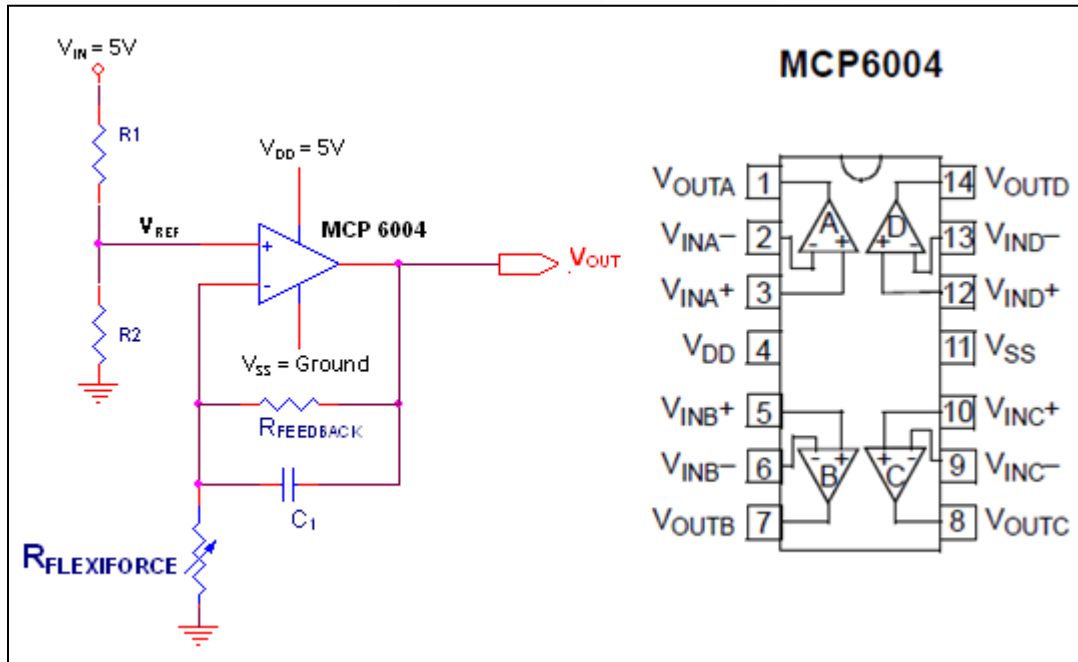 VIN = 5V
R1
VDD = 5V
VREF
MCP 6004
+
-
VOUT
R2
VSS = Ground
RFEEDBACK
C1
RFLEXIFORCE
MCP6004
VOUTA 1
14 VOUTD
A
D
VINA− 2
- +
+ -
13 VIND−
VINA+ 3
12 VIND+
VDD 4
11 VSS
VINB+ 5
10 VINC+
VINB− 6
- +
+ -
9 VINC−
B
C
VOUTB 7
8 VOUTC